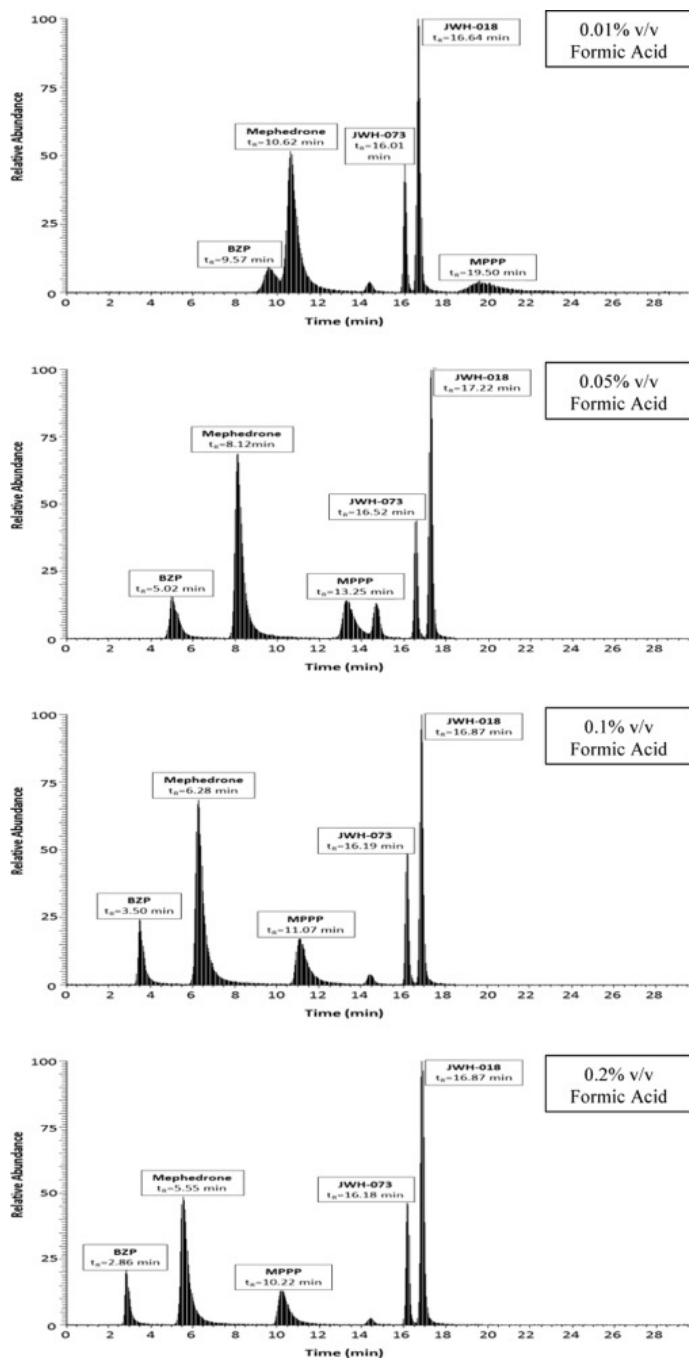 0.01% v/v
Formic Acid
Relative Abundance
100
75
50
25
0
JWH-018
tR=16.64 min
Mephedrone
tR=10.62 min
JWH-073
tR=16.01
min
BZP
tR=9.57 min
MPPP
tR=19.50 min
0 2 4 6 8 10 12 14 16 18 20 22 24 26 28
Time (min)
0.05% v/v
Formic Acid
Relative Abundance
100
75
50
25
0
JWH-018
tR=17.22 min
Mephedrone
tR=8.12min
JWH-073
tR=16.52 min
BZP
tR=5.02 min
MPPP
tR=13.25 min
0 2 4 6 8 10 12 14 16 18 20 22 24 26 28
Time (min)
0.1% v/v
Formic Acid
Relative Abundance
100
75
50
25
0
JWH-018
tR=16.87 min
Mephedrone
tR=6.28 min
JWH-073
tR=16.19 min
BZP
tR=3.50 min
MPPP
tR=11.07 min
0 2 4 6 8 10 12 14 16 18 20 22 24 26 28
Time (min)
0.2% v/v
Formic Acid
Relative Abundance
100
75
50
25
0
JWH-018
tR=16.87 min
Mephedrone
tR=5.55 min
JWH-073
tR=16.18 min
BZP
tR=2.86 min
MPPP
tR=10.22 min
0 2 4 6 8 10 12 14 16 18 20 22 24 26 28
Time (min)